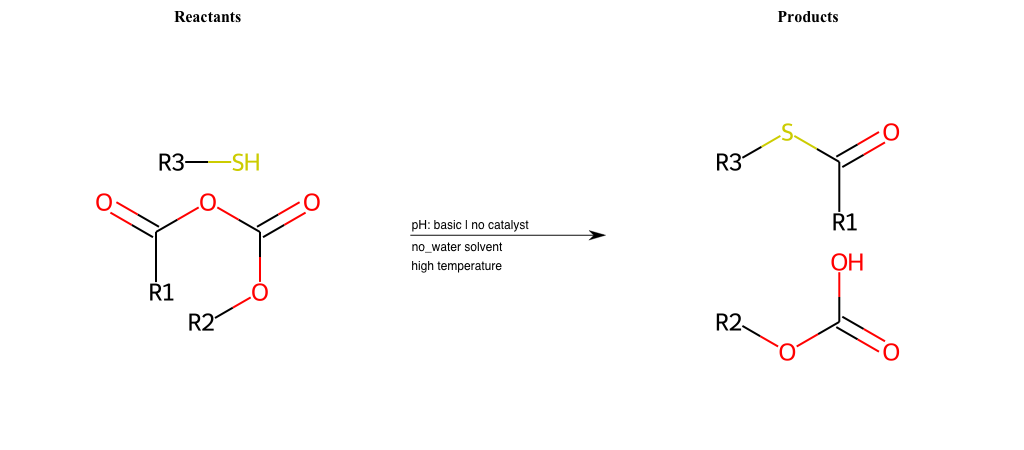 Reactants
Products
R3 SH
O O O
R1
O
R2
pH: basic | no catalyst
no_water solvent
high temperature
S O
R3
R1
OH
R2
O O